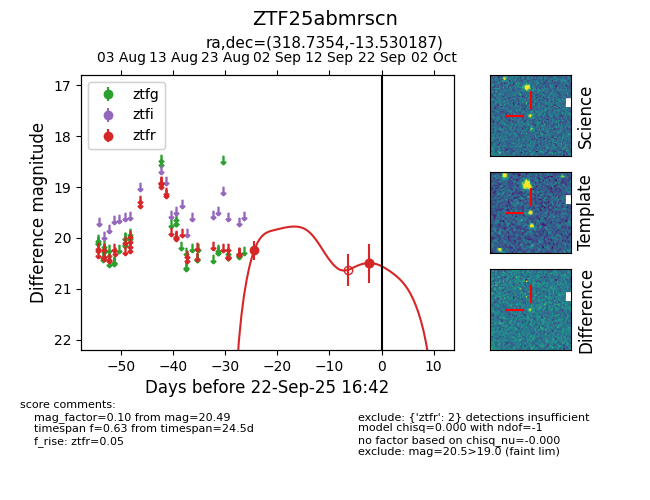 ZTF25abmrscn
ra,dec=(318.7354,-13.530187)
03 Aug 13 Aug 23 Aug 02 Sep 12 Sep 22 Sep 02 Oct
17
18
19
20
21
22
Difference magnitude
ztfg
ztfi
ztfr
−50 −40 −30 −20 −10 0 10
Days before 22-Sep-25 16:42
Science
Template
Difference
score comments:
mag_factor=0.10 from mag=20.49
timespan f=0.63 from timespan=24.5d
f_rise: ztfr=0.05
exclude: {'ztfr': 2} detections insufficient
model chisq=0.000 with ndof=-1
no factor based on chisq_nu=-0.000
exclude: mag=20.5>19.0 (faint lim)